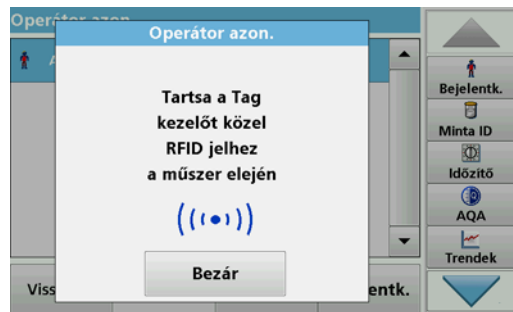 Operátor azon.
Operátor azon.
Tartsa a Tag
kezelőt közel
RFID jelhez
a műszer elején
Bezár
Viss
entk.
Bejelentk.
Minta ID
Időzítő
AQA
Trendek